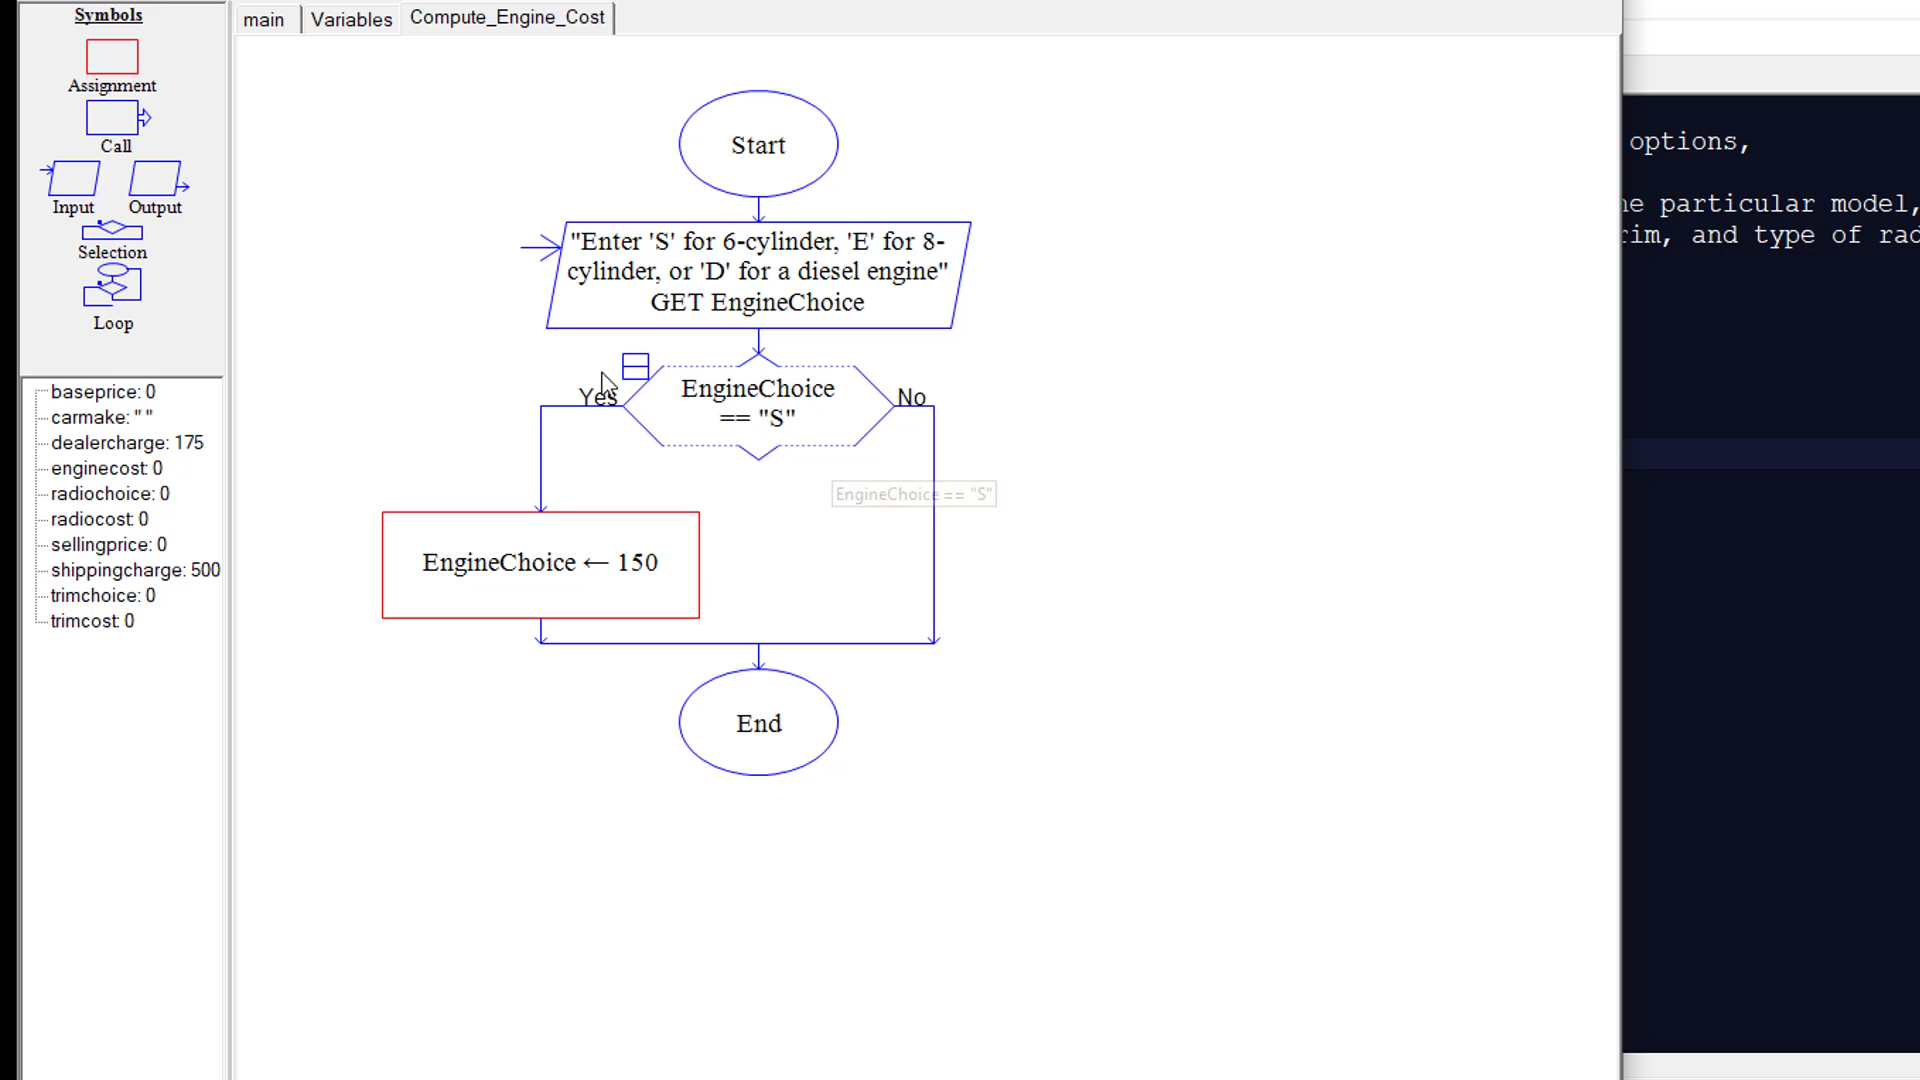 Symbols
Assignment
Call
Input
Output
Selection
Loop
baseprice: 0
carmake: " "
dealercharge: 175
enginecost: 0
radiochoice: 0
radiocost: 0
sellingprice: 0
shippingcharge: 500
trimchoice: 0
trimcost: 0
main
Variables
Compute_Engine_Cost
Start
"Enter 'S' for 6-cylinder, 'E' for 8-
cylinder, or 'D' for a diesel engine"
GET EngineChoice
Yes
EngineChoice
== "S"
No
EngineChoice == "S"
EngineChoice ← 150
End
options,
particular model,
and type of